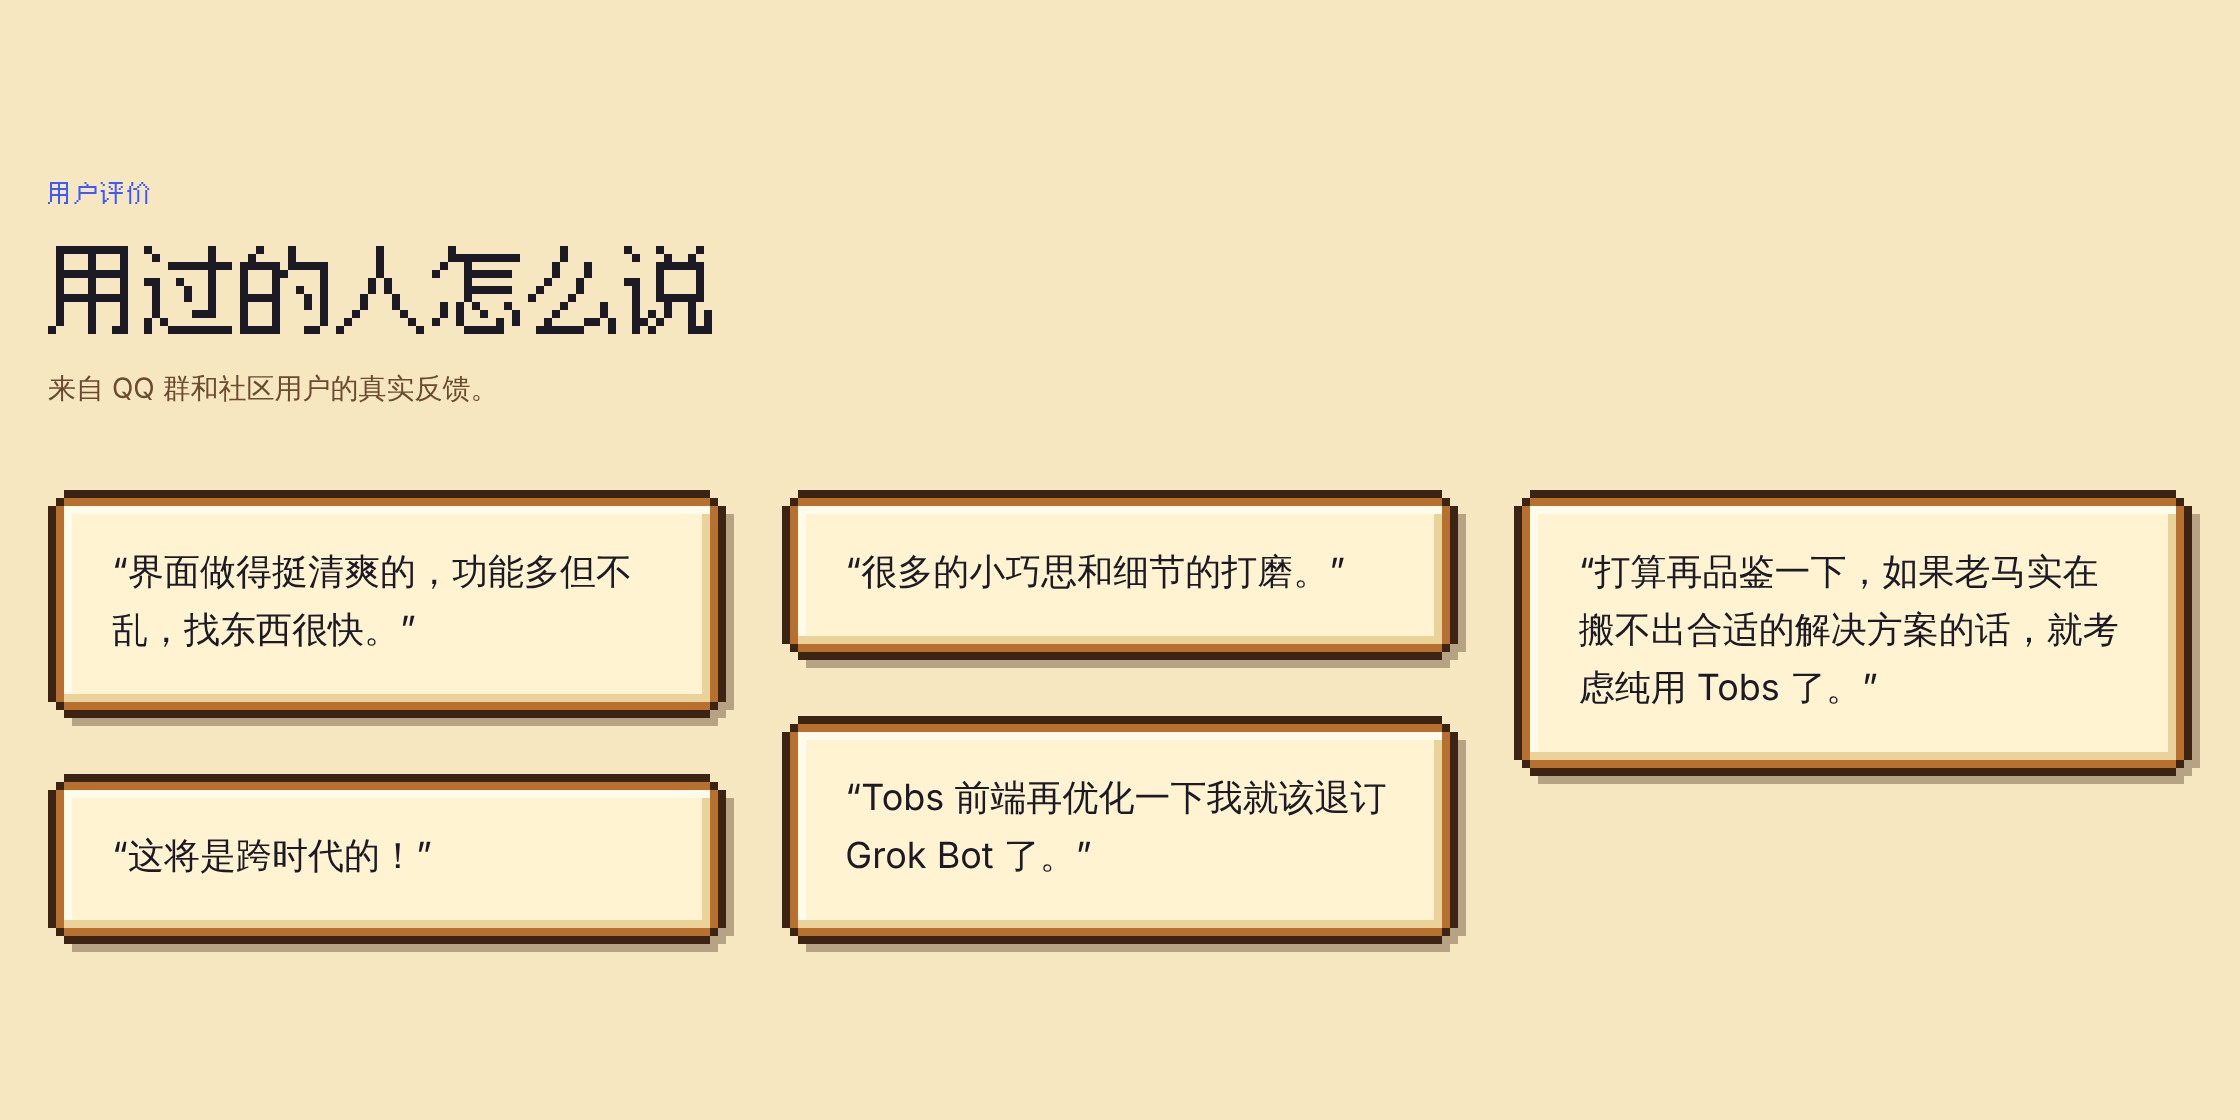 用户评价
用过的人怎么说
来自 QQ 群和社区用户的真实反馈。
“界面做得挺清爽的，功能多但不
乱，找东西很快。”
“这将是跨时代的！”
“很多的小巧思和细节的打磨。”
“Tobs 前端再优化一下我就该退订
Grok Bot 了。”
“打算再品鉴一下，如果老马实在
搬不出合适的解决方案的话，就考
虑纯用 Tobs 了。”